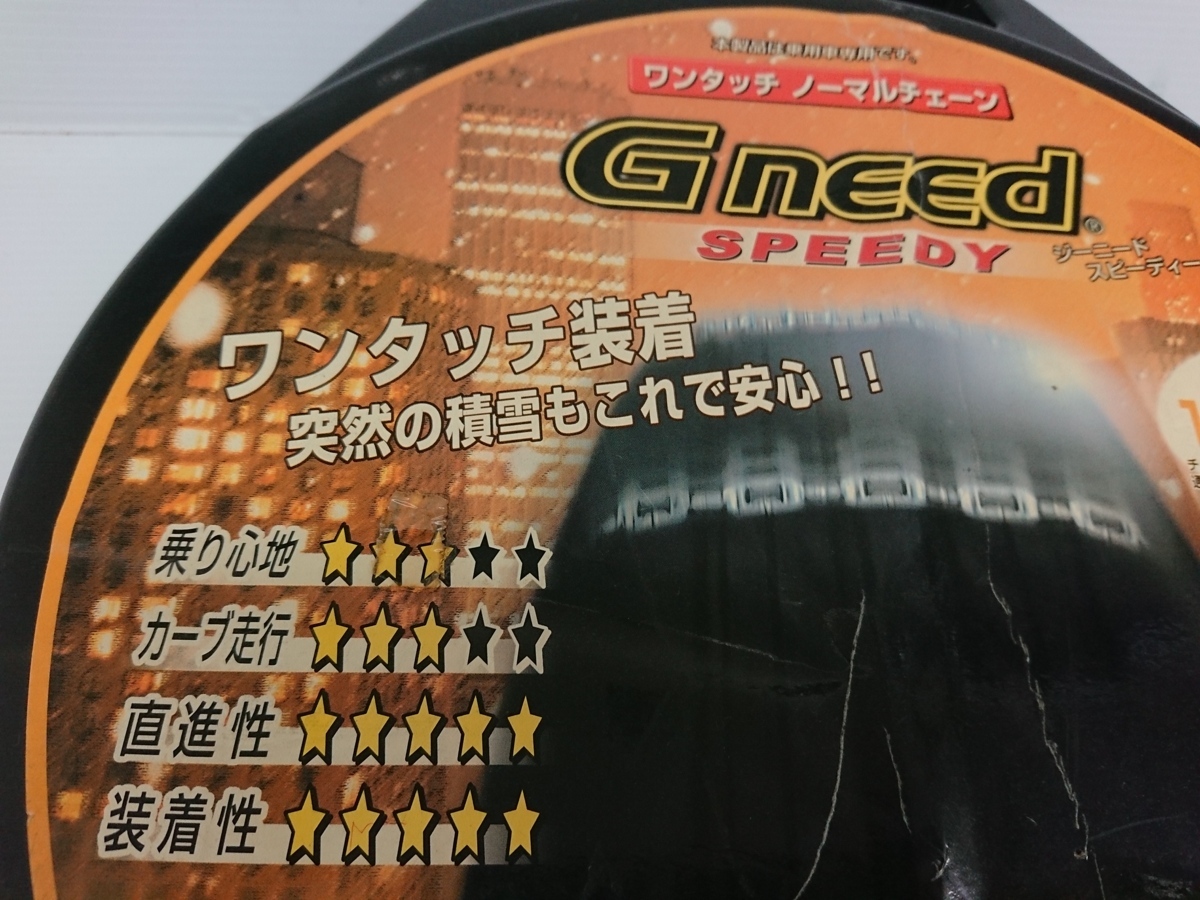 本製品は乗用車専用です。
ワンタッチ ノーマルチェーン
G need®
SPEEDY
ジーニード
スピーディー
ワンタッチ装着
突然の積雪もこれで安心!!
乗り心地 ★★★★★
カーブ走行 ★★★★★
直進性 ★★★★★
装着性 ★★★★★